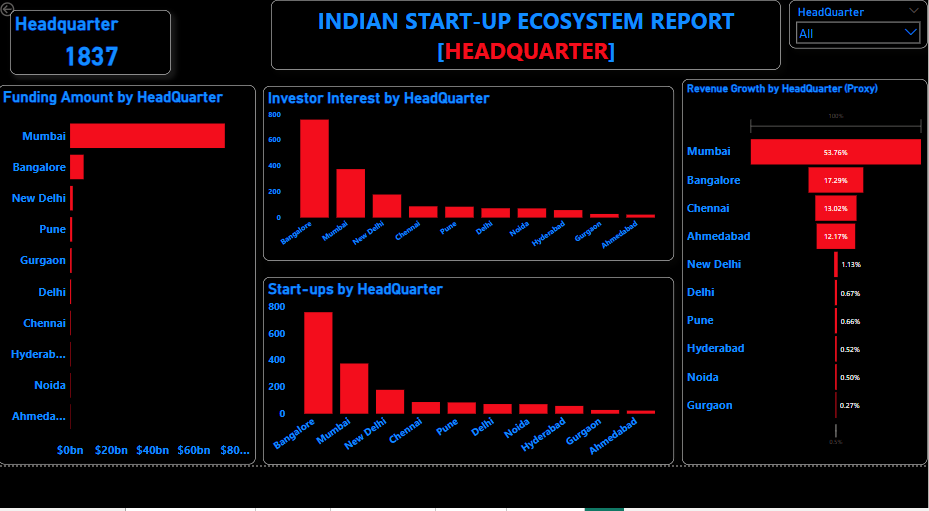 Headquarter
1837
INDIAN START-UP ECOSYSTEM REPORT
[HEADQUARTER]
HeadQuarter
All
Funding Amount by HeadQuarter
Mumbai
Bangalore
New Delhi
Pune
Gurgaon
Delhi
Chennai
Hyderab...
Noida
Ahmeda...
$0bn $20bn $40bn $60bn $80...
Investor Interest by HeadQuarter
800
600
400
200
0
Bangalore Mumbai New Delhi Chennai Pune Delhi Noida Hyderabad Gurgaon Ahmedabad
Start-ups by HeadQuarter
800
600
400
200
0
Bangalore Mumbai New Delhi Chennai Pune Delhi Noida Hyderabad Gurgaon Ahmedabad
Revenue Growth by HeadQuarter (Proxy)
100%
Mumbai 53.76%
Bangalore 17.29%
Chennai 13.02%
Ahmedabad 12.17%
New Delhi 1.13%
Delhi 0.67%
Pune 0.66%
Hyderabad 0.52%
Noida 0.50%
Gurgaon 0.27%
0.5%